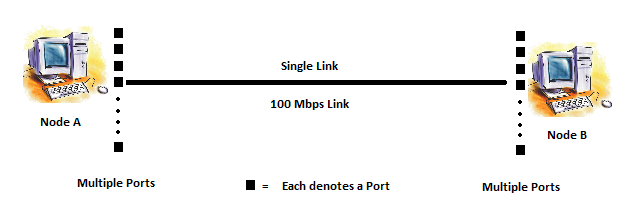 Single Link
100 Mbps Link
Node A
Node B
Multiple Ports
= Each denotes a Port
Multiple Ports